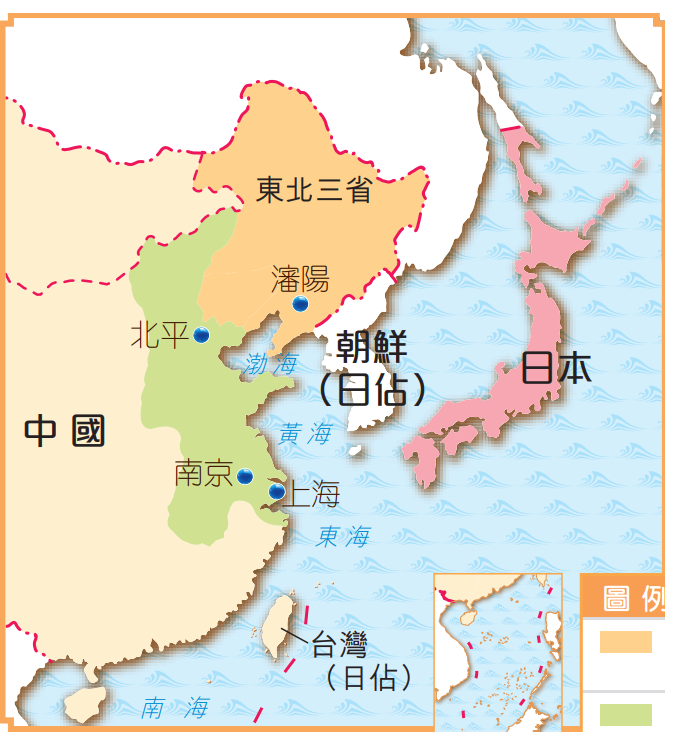 東北三省
瀋陽
北平
朝鮮
(日佔)
日本
渤海
中國
黃海
南京
上海
東海
圖例
台灣
(日佔)
南海